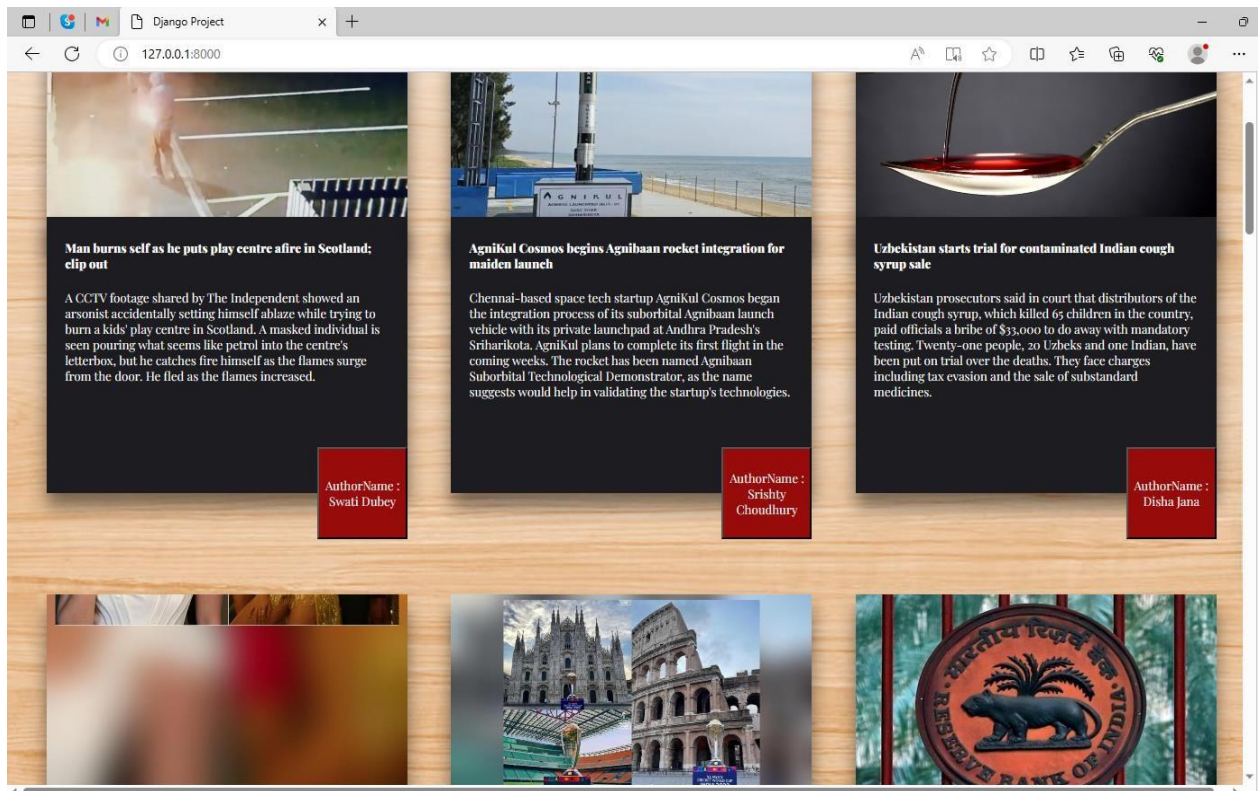 Django Project
127.0.0.1:8000
AGNIKUL
Man burns self as he puts play centre afire in Scotland;
clip out
A CCTV footage shared by The Independent showed an
arsonist accidentally setting himself ablaze while trying to
burn a kids' play centre in Scotland. A masked individual is
seen pouring what seems like petrol into the centre's
letterbox, but he catches fire himself as the flames surge
from the door. He fled as the flames increased.
AuthorName :
Swati Dubey
AgniKul Cosmos begins Agnibaan rocket integration for
maiden launch
Chennai-based space tech startup AgniKul Cosmos began
the integration process of its suborbital Agnibaan launch
vehicle with its private launchpad at Andhra Pradesh's
Sriharikota. AgniKul plans to complete its first flight in the
coming weeks. The rocket has been named Agnibaan
Suborbital Technological Demonstrator, as the name
suggests would help in validating the startup's technologies.
AuthorName :
Srishty
Choudhury
Uzbekistan starts trial for contaminated Indian cough
syrup sale
Uzbekistan prosecutors said in court that distributors of the
Indian cough syrup, which killed 65 children in the country,
paid officials a bribe of $33,000 to do away with mandatory
testing. Twenty-one people, 20 Uzbeks and one Indian, have
been put on trial over the deaths. They face charges
including tax evasion and the sale of substandard
medicines.
AuthorName :
Disha Jana
भारतीय रिज़र्व बैंक
RESERVE BANK OF INDIA